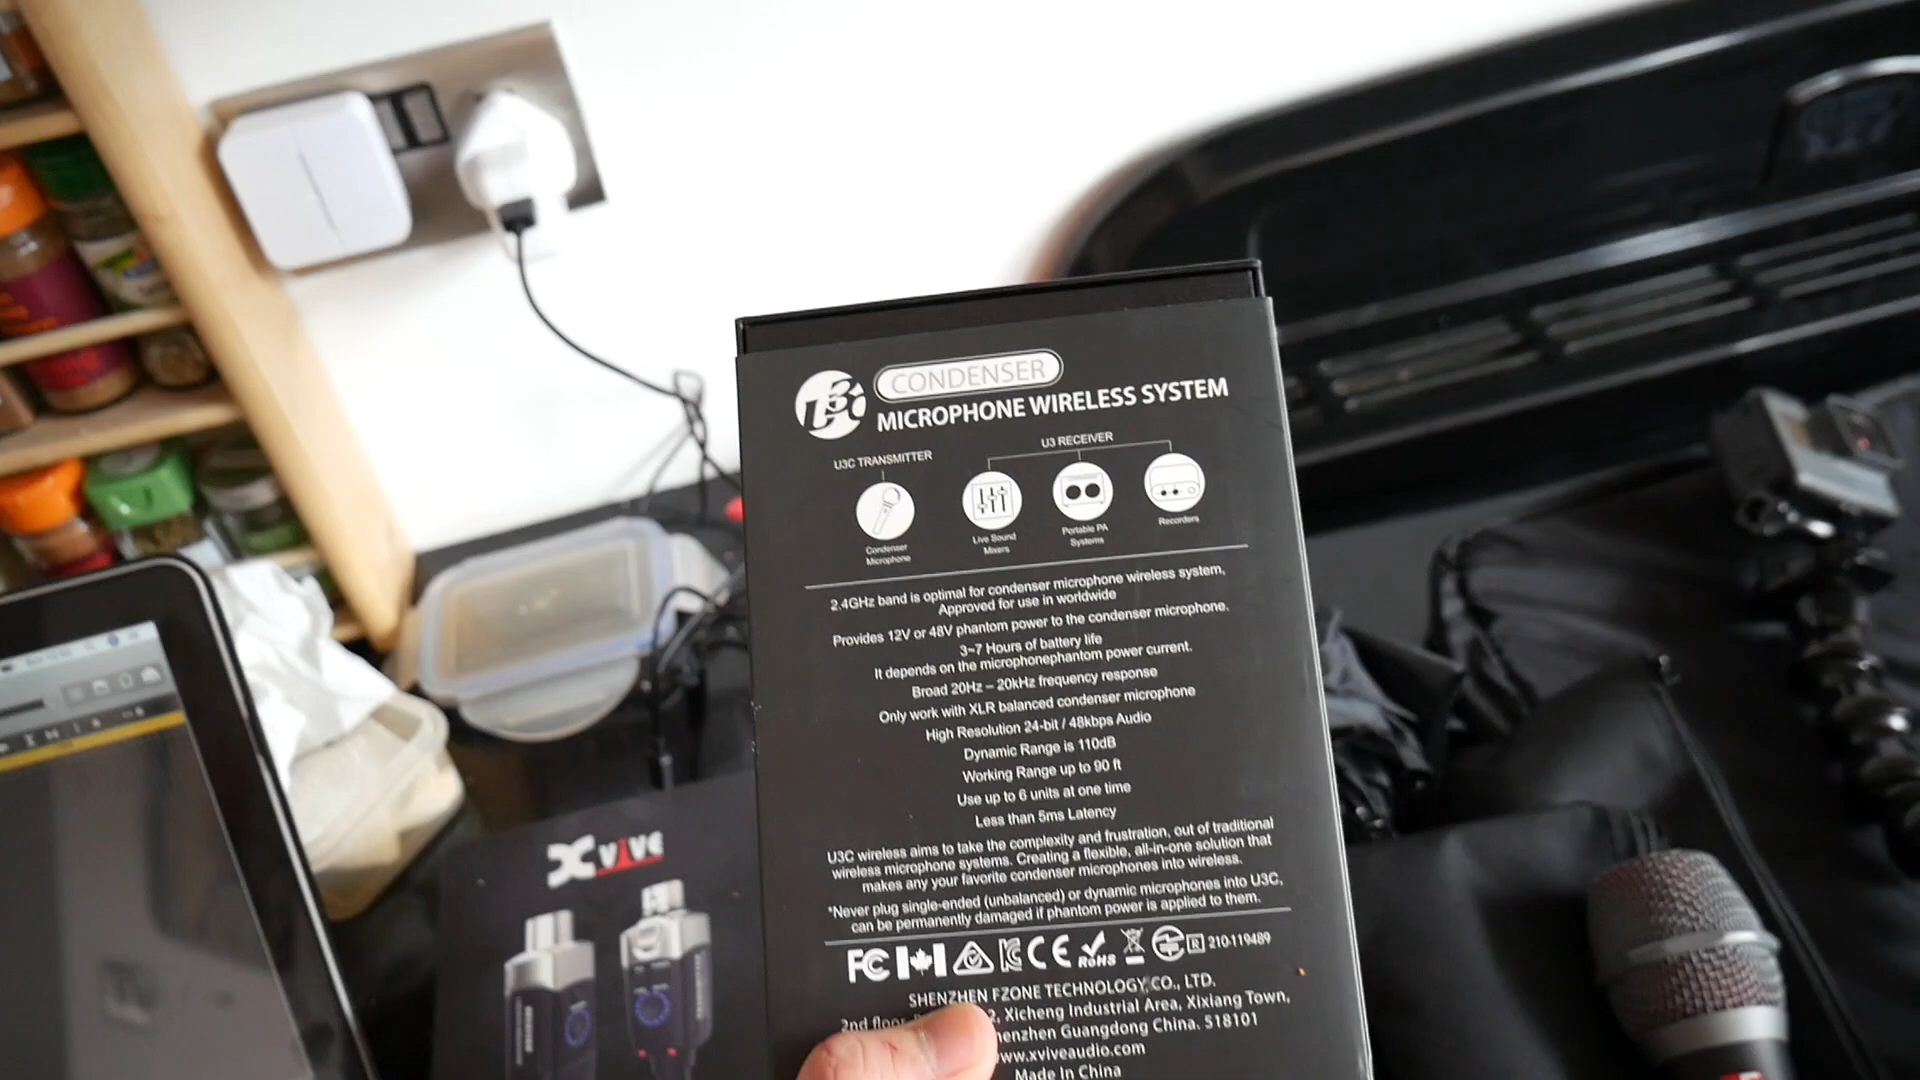 U3C CONDENSER
MICROPHONE WIRELESS SYSTEM
U3C TRANSMITTER
U3 RECEIVER
Condenser
Microphone
Live Sound
Mixers
Portable PA
Systems
Recorders
2.4GHz band is optimal for condenser microphone wireless system,
Approved for use in worldwide
Provides 12V or 48V phantom power to the condenser microphone.
3~7 Hours of battery life
It depends on the microphonephantom power current.
Broad 20Hz – 20kHz frequency response
Only work with XLR balanced condenser microphone
High Resolution 24-bit / 48kbps Audio
Dynamic Range is 110dB
Working Range up to 90 ft
Use up to 6 units at one time
Less than 5ms Latency
U3C wireless aims to take the complexity and frustration, out of traditional
wireless microphone systems. Creating a flexible, all-in-one solution that
makes any your favorite condenser microphones into wireless.
*Never plug single-ended (unbalanced) or dynamic microphones into U3C,
can be permanently damaged if phantom power is applied to them.
FC CE RoHS R 210-119489
SHENZHEN FZONE TECHNOLOGY CO., LTD.
2nd floor, 2, Xicheng Industrial Area, Xixiang Town,
Guangdong China. 518101
www.xviveaudio.com
Made In China
Xvive